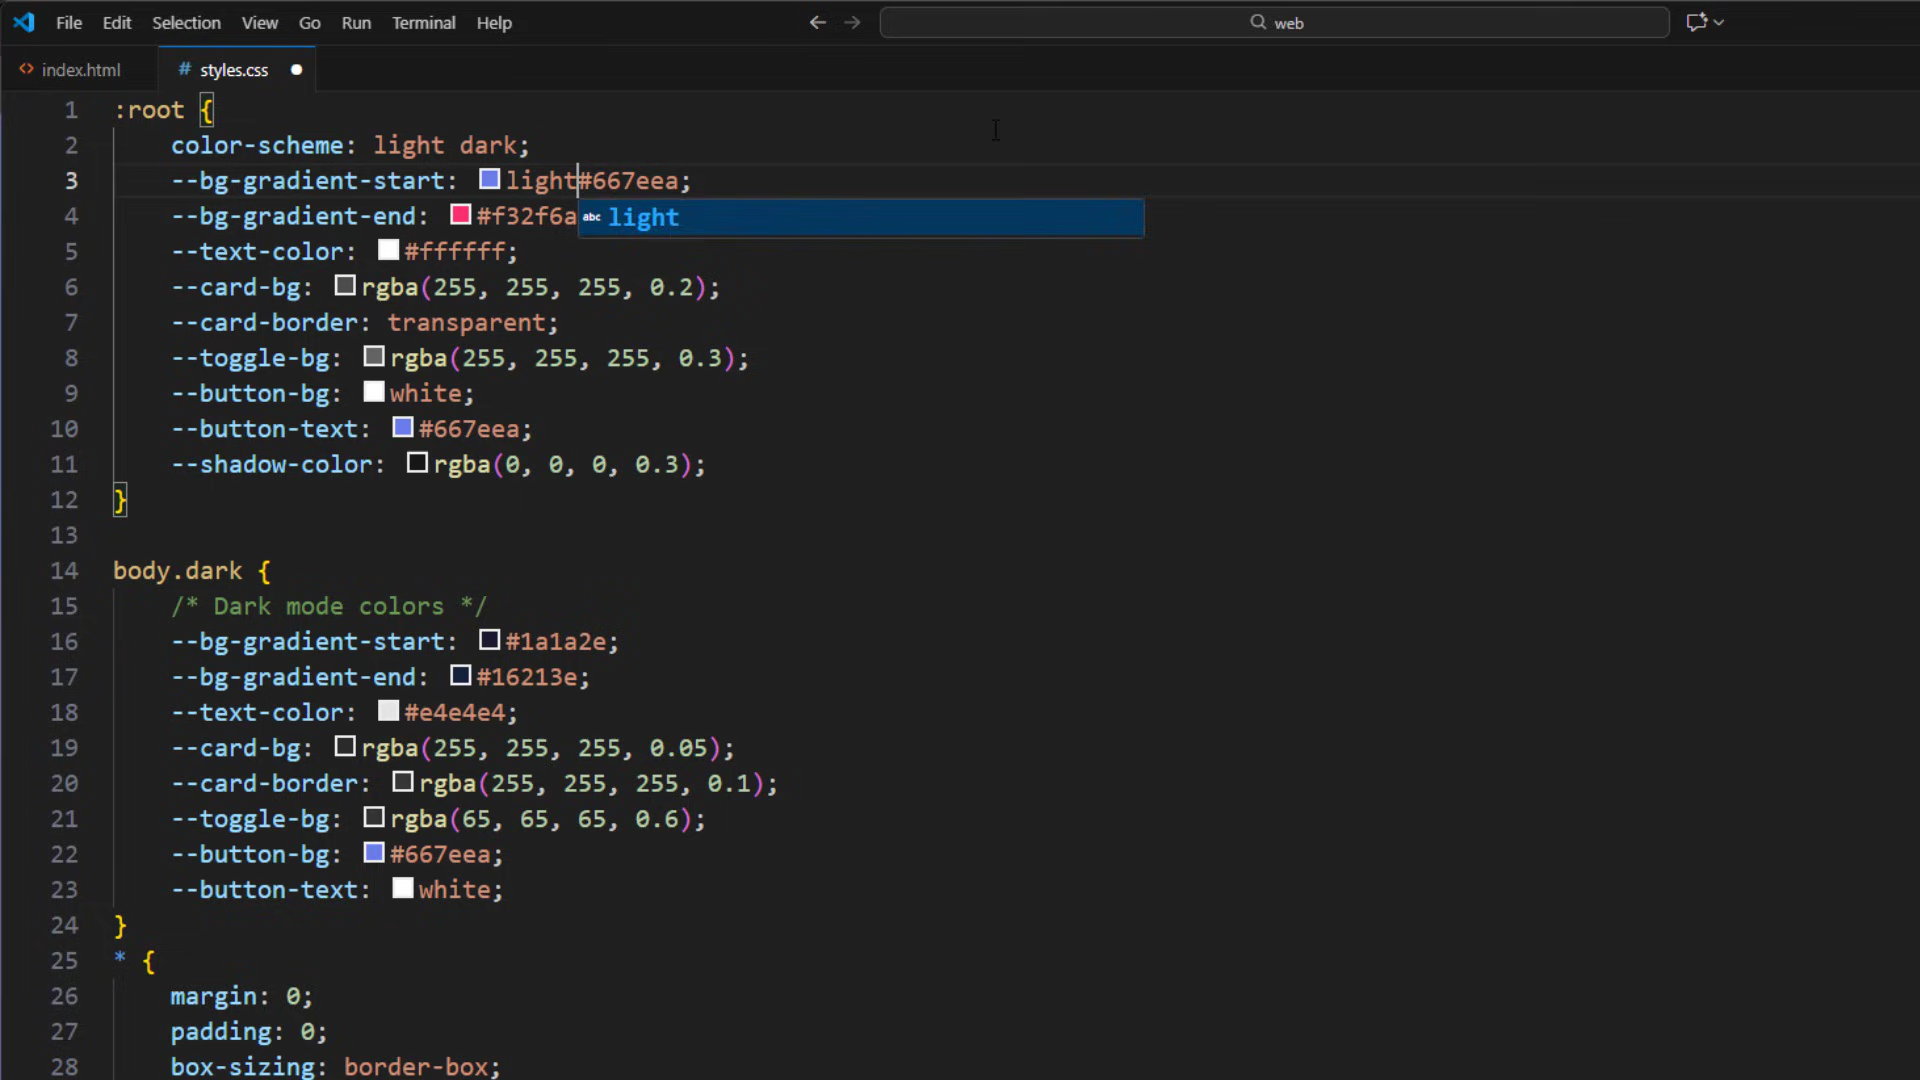 File Edit Selection View Go Run Terminal Help web
index.html # styles.css
1 :root {
2 color-scheme: light dark;
3 --bg-gradient-start: light#667eea;
4 --bg-gradient-end: #f32f6a
abc light
5 --text-color: #ffffff;
6 --card-bg: rgba(255, 255, 255, 0.2);
7 --card-border: transparent;
8 --toggle-bg: rgba(255, 255, 255, 0.3);
9 --button-bg: white;
10 --button-text: #667eea;
11 --shadow-color: rgba(0, 0, 0, 0.3);
12 }
13
14 body.dark {
15 /* Dark mode colors */
16 --bg-gradient-start: #1a1a2e;
17 --bg-gradient-end: #16213e;
18 --text-color: #e4e4e4;
19 --card-bg: rgba(255, 255, 255, 0.05);
20 --card-border: rgba(255, 255, 255, 0.1);
21 --toggle-bg: rgba(65, 65, 65, 0.6);
22 --button-bg: #667eea;
23 --button-text: white;
24 }
25 * {
26 margin: 0;
27 padding: 0;
28 box-sizing: border-box;